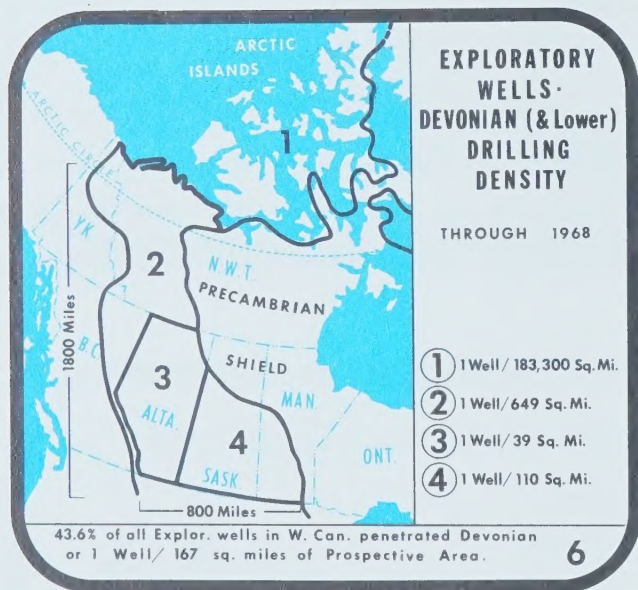 ARCTIC
ISLANDS
1
ARCTIC CIRCLE
YK.
2
N.W.T.
PRECAMBRIAN
SHIELD
1800 Miles
B.C.
3
ALTA.
4
SASK.
MAN.
ONT.
800 Miles
EXPLORATORY
WELLS-
DEVONIAN (& Lower)
DRILLING
DENSITY
THROUGH 1968
1 1 Well/ 183,300 Sq. Mi.
2 1 Well/ 649 Sq. Mi.
3 1 Well/ 39 Sq. Mi.
4 1 Well/ 110 Sq. Mi.
43.6% of all Explor. wells in W. Can. penetrated Devonian
or 1 Well/ 167 sq. miles of Prospective Area.
6